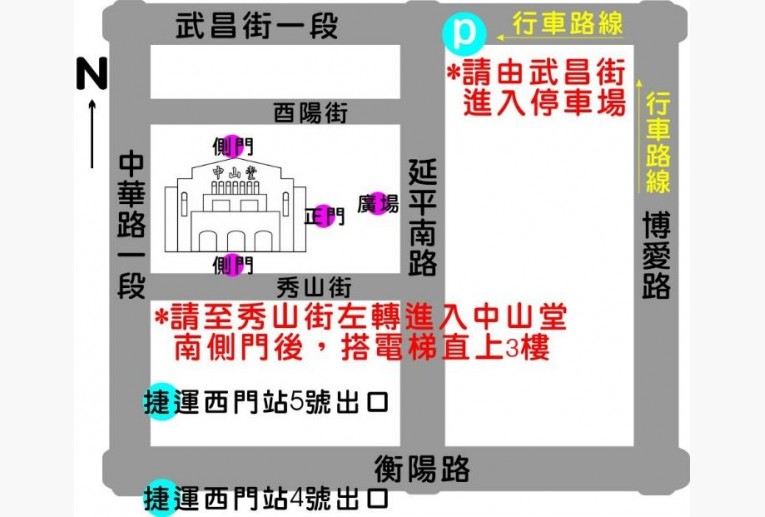 武昌街一段
p
行車路線
N
*請由武昌街
進入停車場
酉陽街
行車路線
側門
中山堂
中華路一段
延平南路
廣場
正門
博愛路
側門
秀山街
*請至秀山街左轉進入中山堂
南側門後，搭電梯直上3樓
捷運西門站5號出口
衡陽路
捷運西門站4號出口